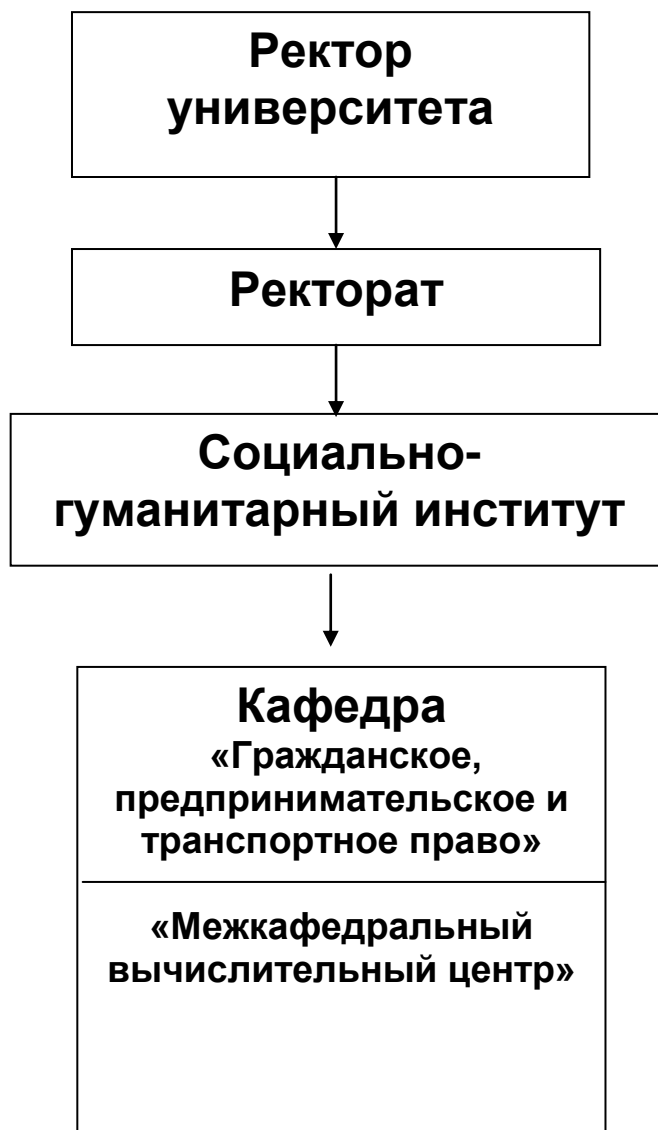 Ректор
университета
Ректорат
Социально-
гуманитарный институт
Кафедра
«Гражданское,
предпринимательское и
транспортное право»
«Межкафедральный
вычислительный центр»